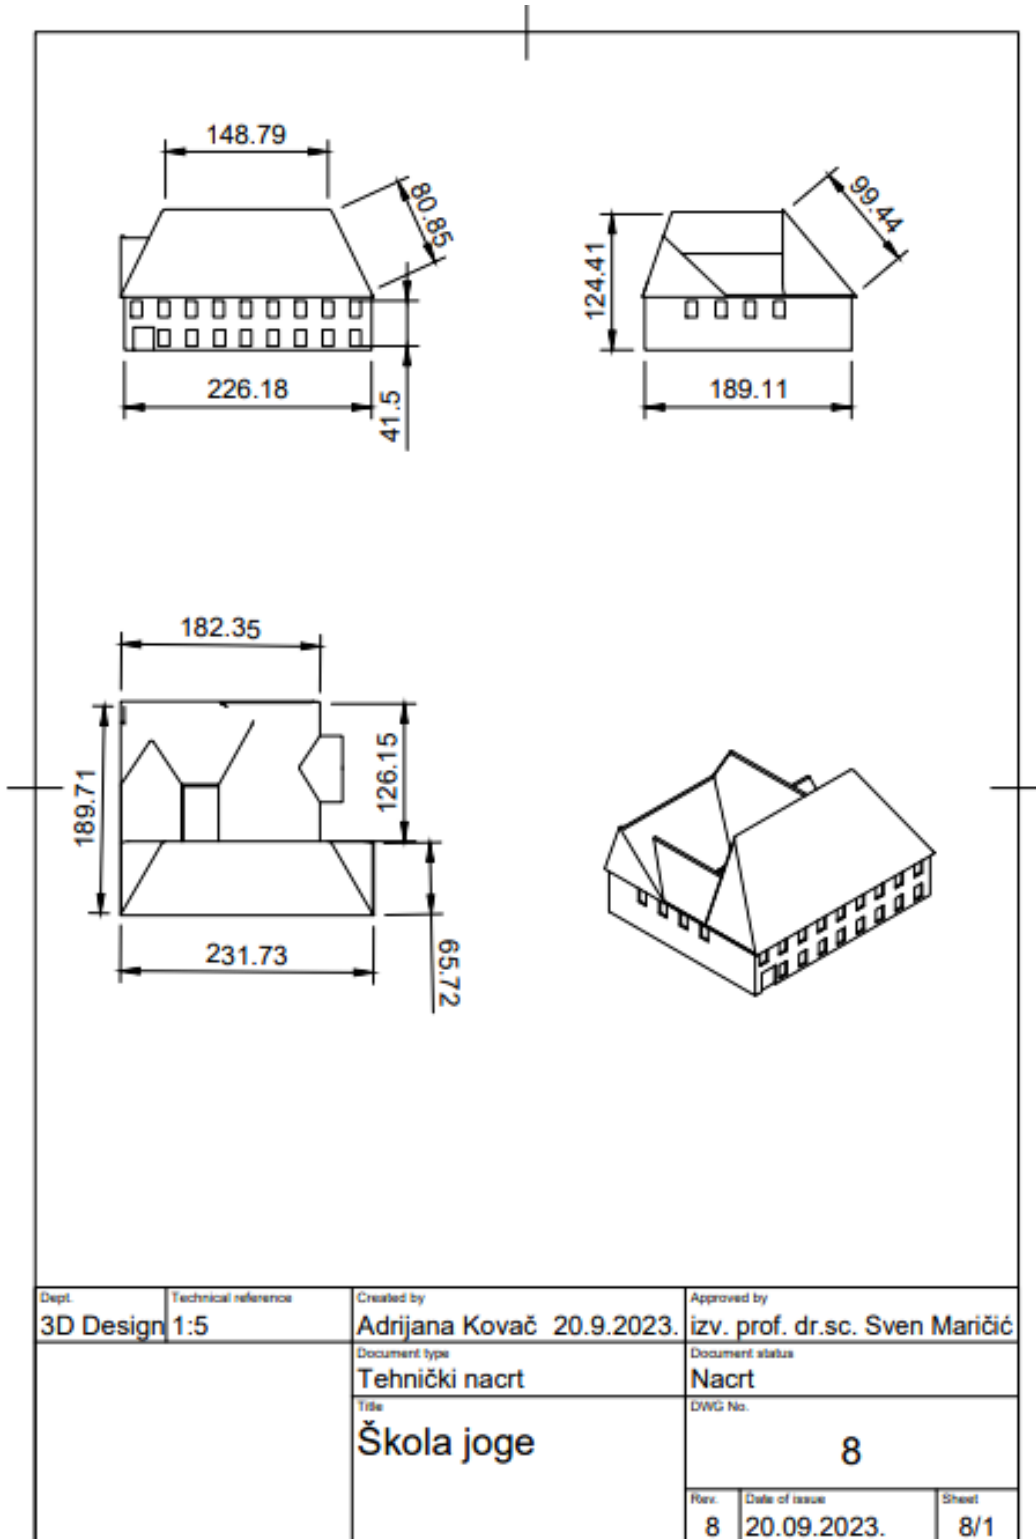 148.79
80.85
226.18
41.5
99.44
124.41
189.11
182.35
189.71
126.15
231.73
65.72
Dept.
3D Design
Technical reference
1:5
Created by
Adrijana Kovač 20.9.2023.
Approved by
izv. prof. dr.sc. Sven Maričić
Document type
Tehnički nacrt
Document status
Nacrt
Title
Škola joge
DWG No.
8
Rev.
8
Date of issue
20.09.2023.
Sheet
8/1